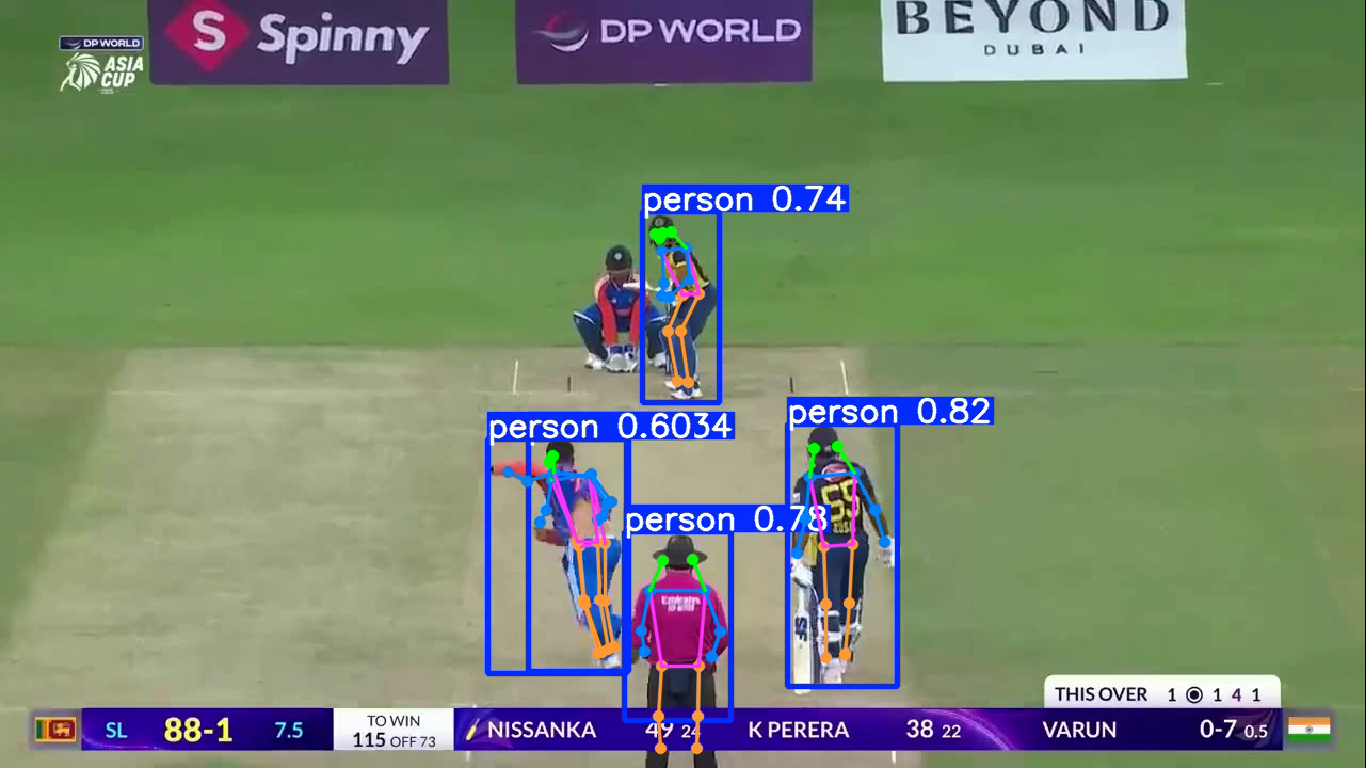 S Spinny
DP WORLD
BEYOND
DUBAI
DP WORLD
ASIA
CUP
person 0.74
person 0.82
person 0.6034
person 0.78
55
THIS OVER 1 1 4 1
SL 88-1 7.5
TO WIN
115 OFF 73
NISSANKA 49 24
K PERERA 38 22
VARUN 0-7 0.5